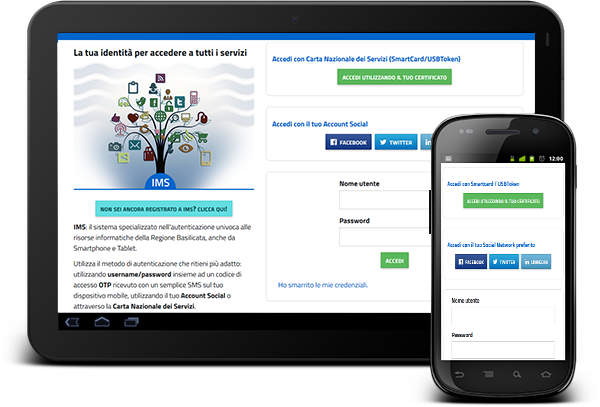 La tua identità per accedere a tutti i servizi
IMS
NON SEI ANCORA REGISTRATO A IMS? CLICCA QUI!
IMS: il sistema specializzato nell'autenticazione univoca alle
risorse informatiche della Regione Basilicata, anche da
Smartphone e Tablet.
Utilizza il metodo di autenticazione che ritieni più adatto:
utilizzando username/password insieme ad un codice di
accesso OTP ricevuto con un semplice SMS sul tuo
dispositivo mobile, utilizzando il tuo Account Social o
attraverso la Carta Nazionale dei Servizi.
Accedi con Carta Nazionale dei Servizi (SmartCard/USBToken)
ACCEDI UTILIZZANDO IL TUO CERTIFICATO
Accedi con il tuo Account Social
FACEBOOK
TWITTER
Nome utente
Password
ACCEDI
Ho smarrito le mie credenziali.
12:00
Accedi con Smartcard / USBToken
ACCEDI UTILIZZANDO IL TUO CERTIFICATO
Accedi con il tuo Social Network preferito
FACEBOOK
TWITTER
LINKEDIN
Nome utente
Password